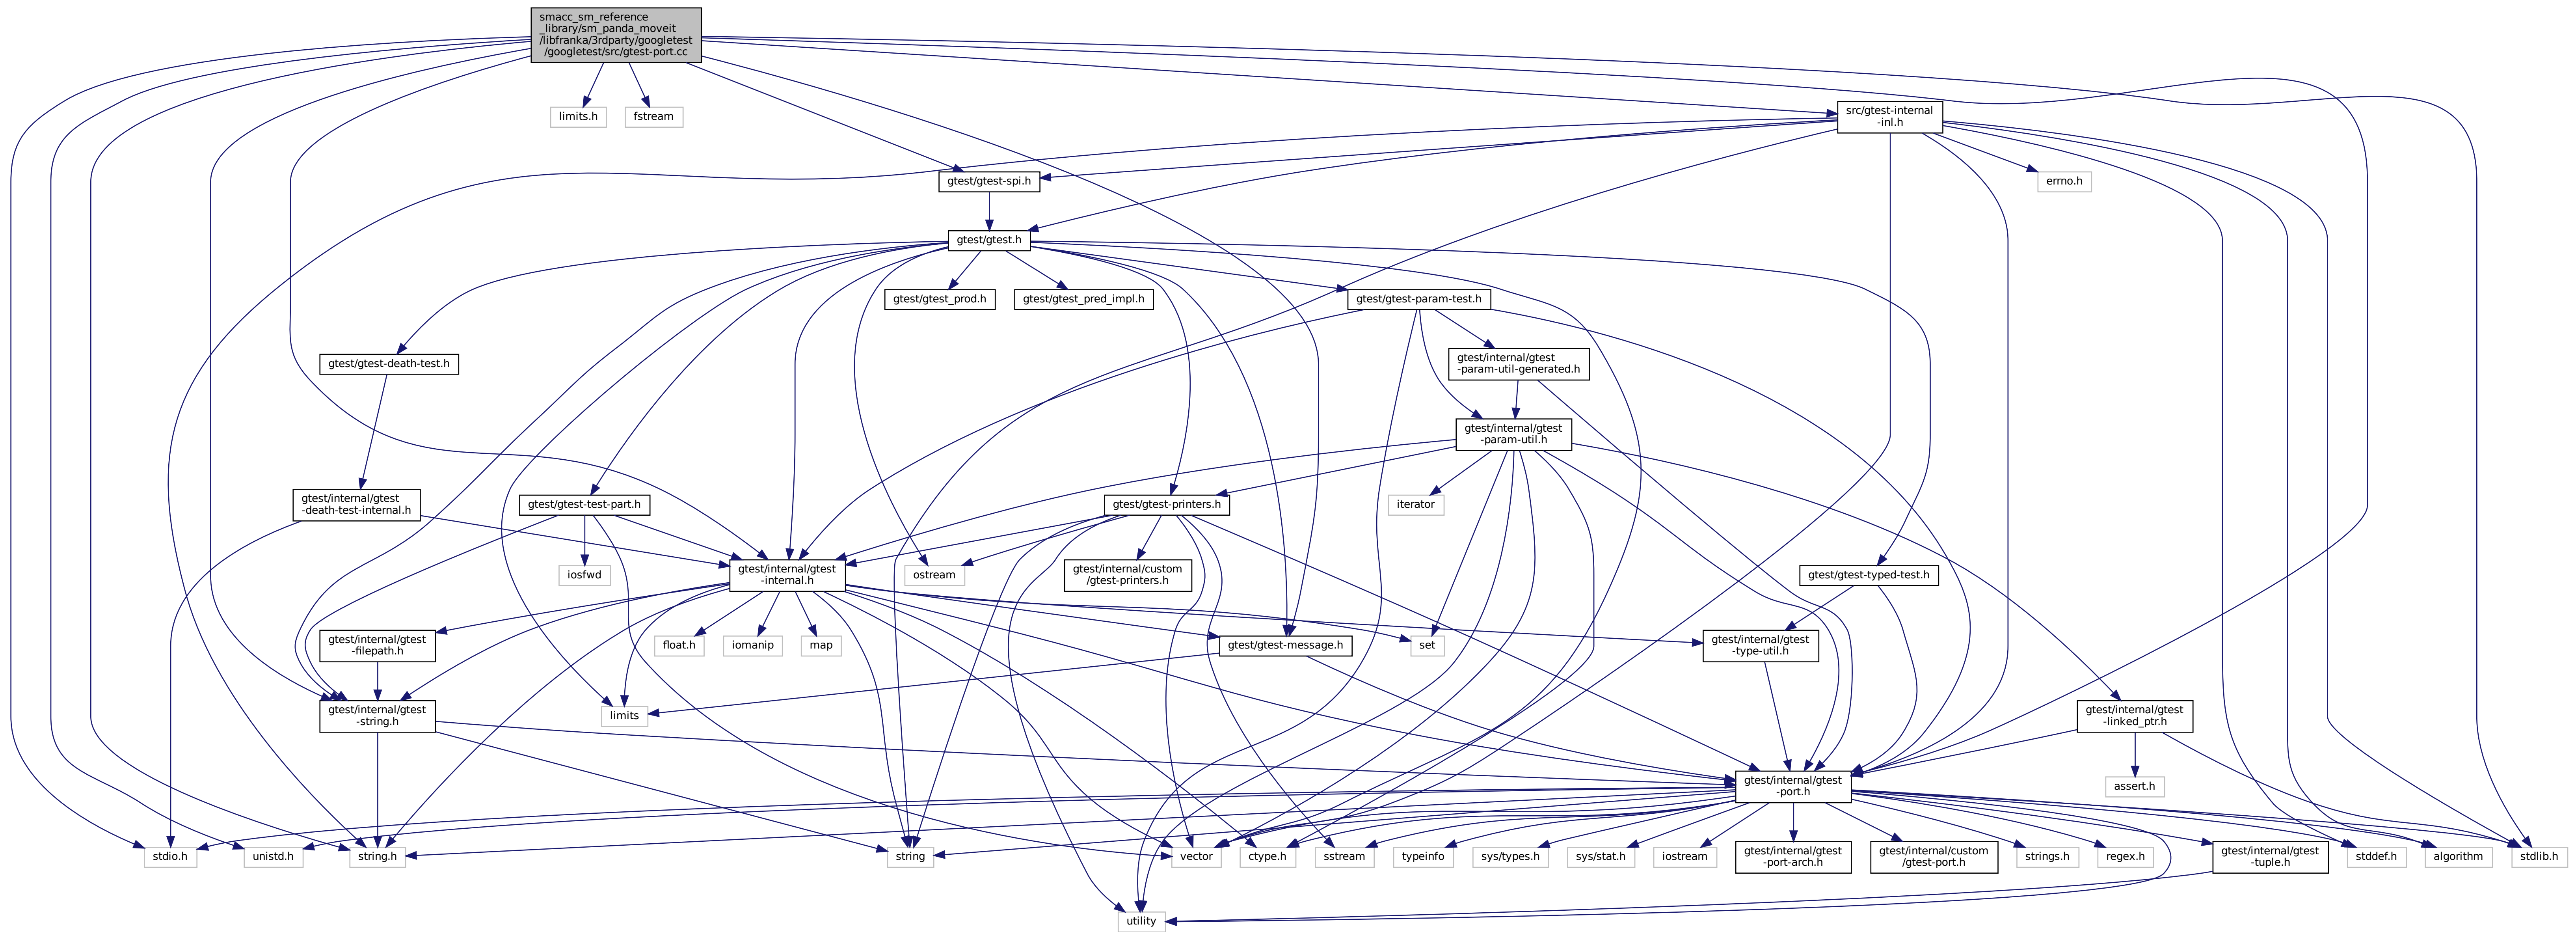 smacc_sm_reference
_library/sm_panda_moveit
/libfranka/3rdparty/googletest
/googletest/src/gtest-port.cc
limits.h
fstream
src/gtest-internal
-inl.h
gtest/gtest-spi.h
errno.h
gtest/gtest.h
gtest/gtest_prod.h
gtest/gtest_pred_impl.h
gtest/gtest-param-test.h
gtest/gtest-death-test.h
gtest/internal/gtest
-param-util-generated.h
gtest/internal/gtest
-param-util.h
gtest/internal/gtest
-death-test-internal.h
gtest/gtest-test-part.h
gtest/gtest-printers.h
iterator
iosfwd
gtest/internal/gtest
-internal.h
ostream
gtest/internal/custom
/gtest-printers.h
gtest/gtest-typed-test.h
gtest/internal/gtest
-filepath.h
float.h
iomanip
map
gtest/gtest-message.h
set
gtest/internal/gtest
-type-util.h
gtest/internal/gtest
-string.h
limits
gtest/internal/gtest
-linked_ptr.h
gtest/internal/gtest
-port.h
assert.h
stdio.h
unistd.h
string.h
string
vector
ctype.h
sstream
typeinfo
sys/types.h
sys/stat.h
iostream
gtest/internal/gtest
-port-arch.h
gtest/internal/custom
/gtest-port.h
strings.h
regex.h
gtest/internal/gtest
-tuple.h
stddef.h
algorithm
stdlib.h
utility